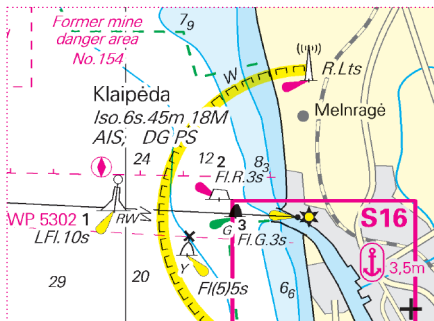 Former mine
danger area
No.154
7₉
W
R.Lts
Klaipėda
Iso.6s.45m 18M
AIS, DG PS
Melnragė
24
12
2
Fl.R.3s
8₃
WP 5302
1
RW
N
LFl.10s
3
G
Fl.G.3s
S16
3,5m
Y
Fl(5)5s
29
20
6₆